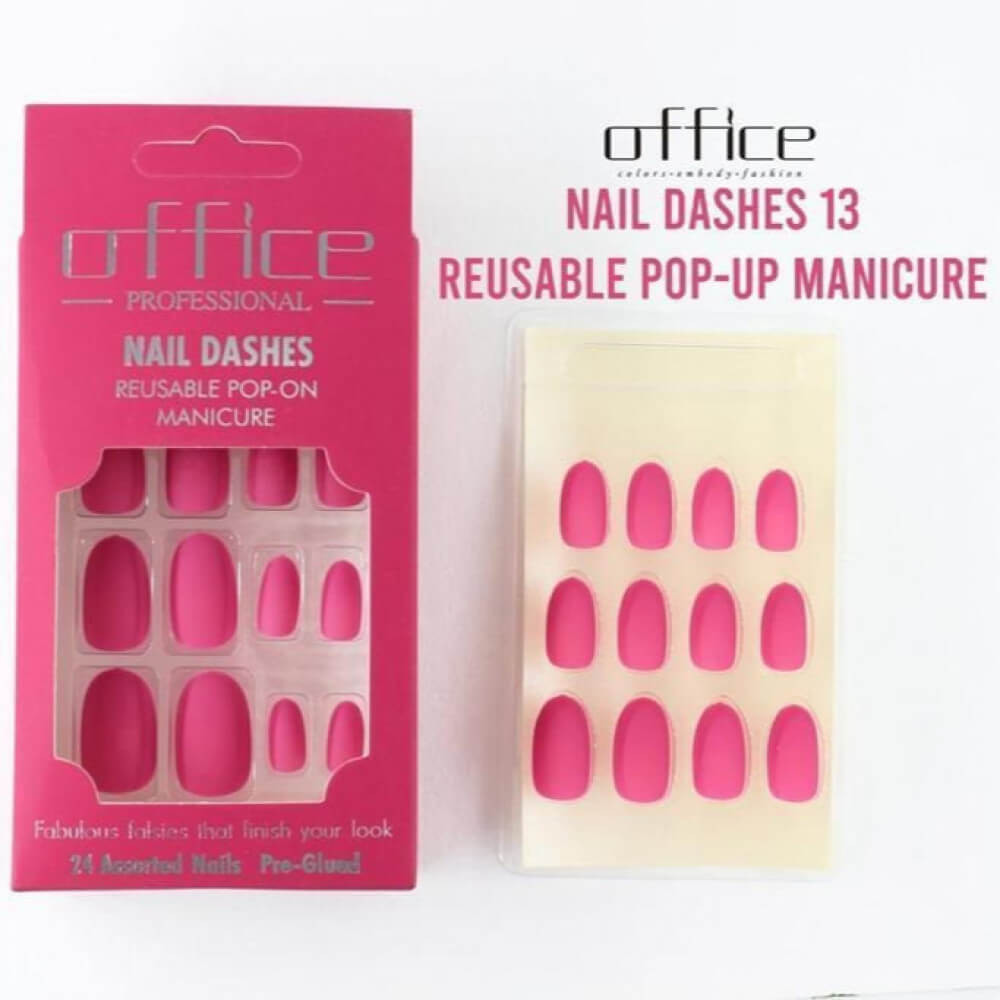 office
PROFESSIONAL
NAIL DASHES
REUSABLE POP-ON
MANICURE
Fabulous falsies that finish your look
24 Assorted Nails Pre-Glued
office
colors-embody-fashion
NAIL DASHES 13
REUSABLE POP-UP MANICURE